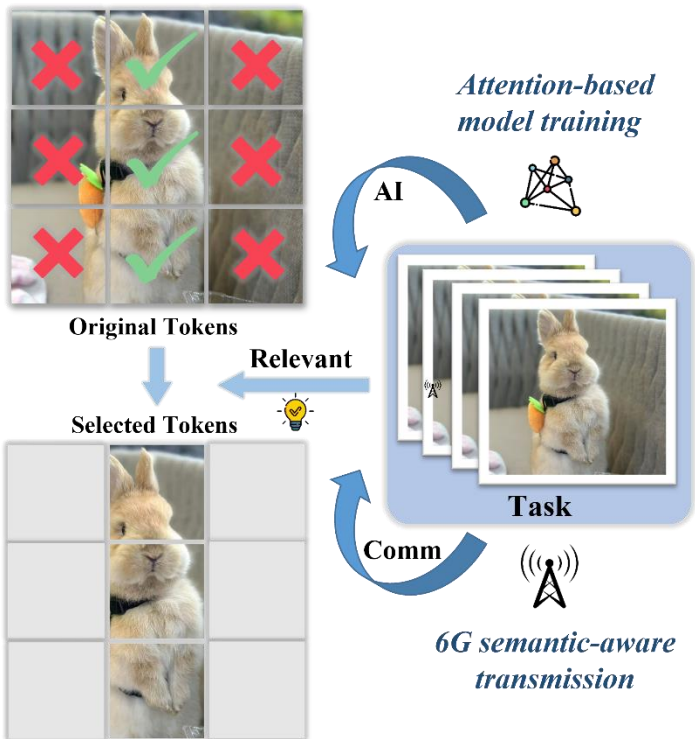 Attention-based
model training
AI
Original Tokens
Relevant
Selected Tokens
Task
Comm
6G semantic-aware
transmission